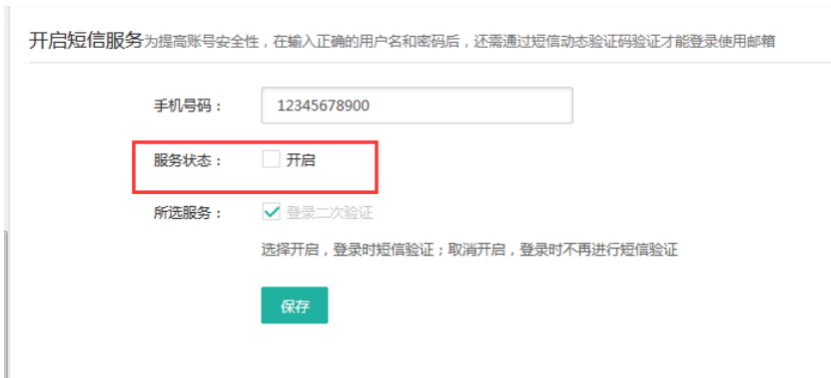 开启短信服务为提高账号安全性，在输入正确的用户名和密码后，还需通过短信动态验证码验证才能登录使用邮箱
手机号码： 12345678900
服务状态： 开启
所选服务： 登录二次验证
选择开启，登录时短信验证；取消开启，登录时不再进行短信验证
保存